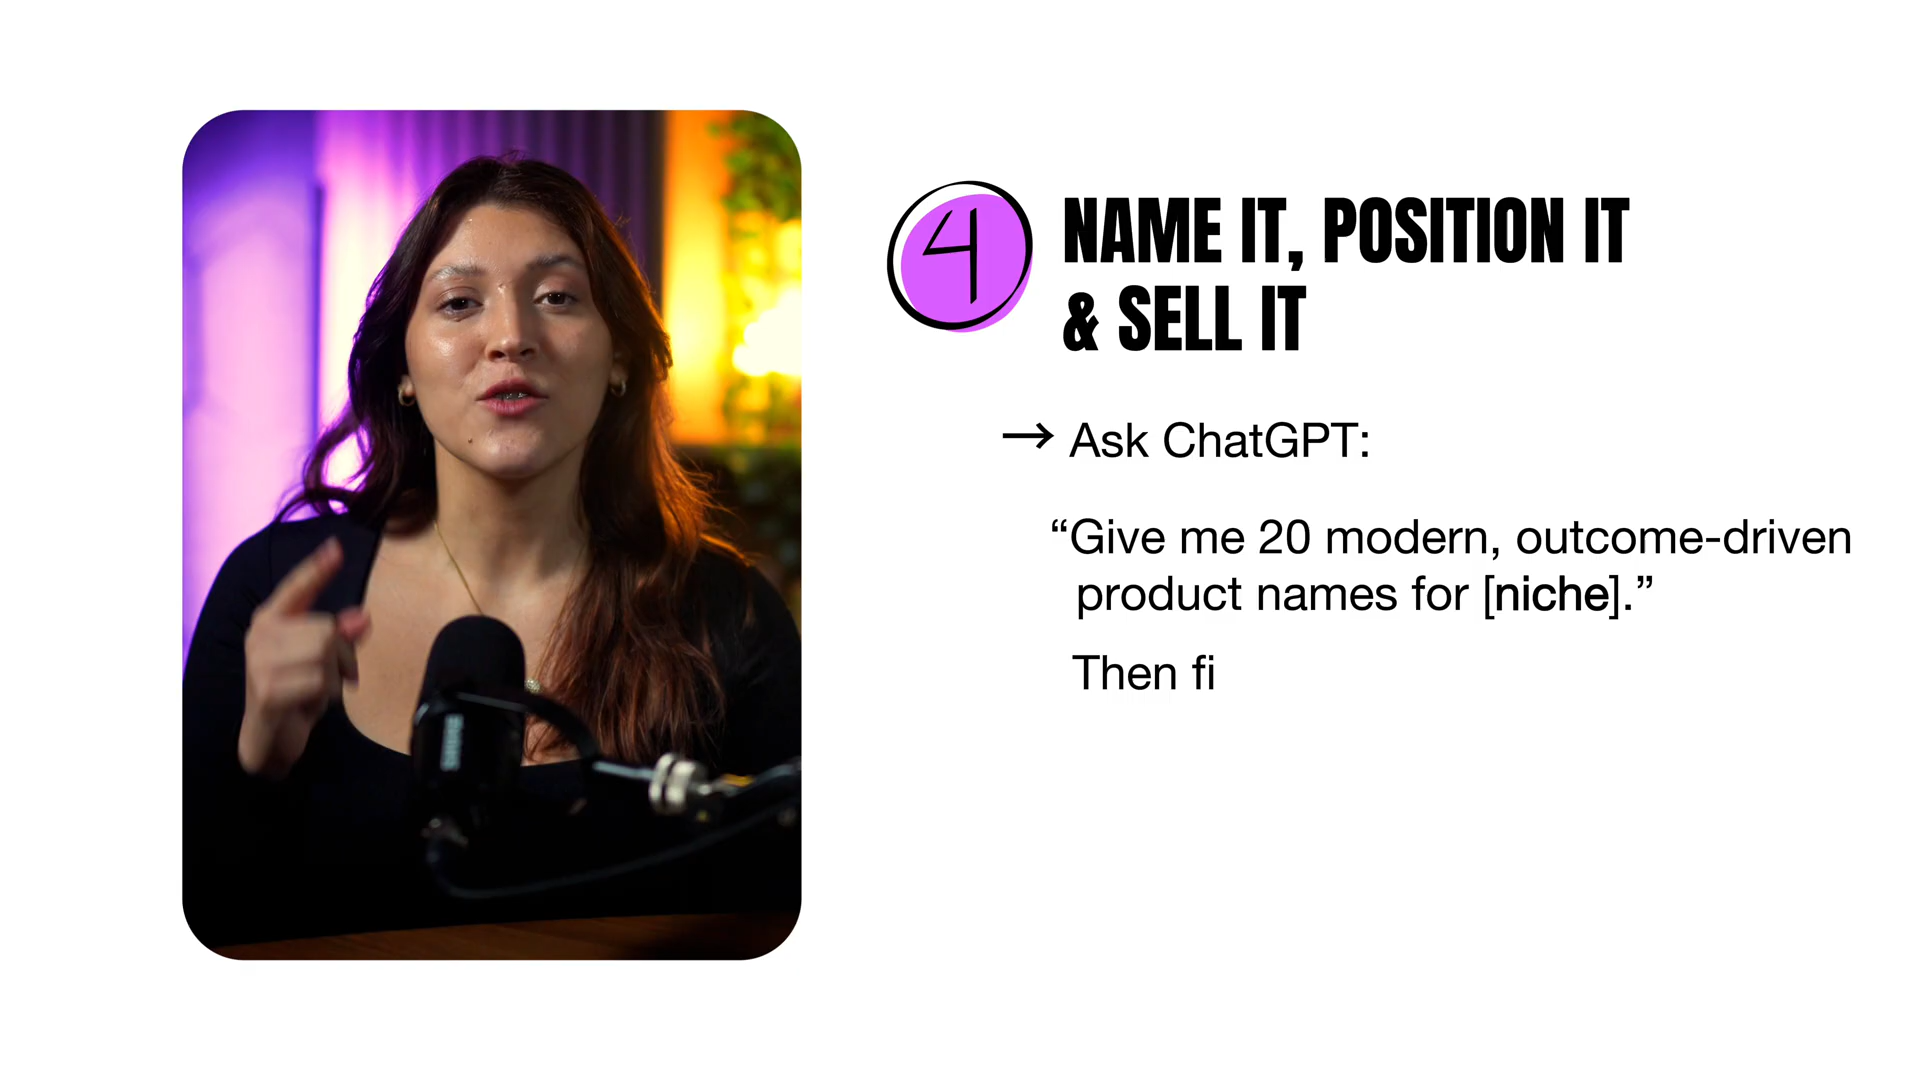 4
NAME IT, POSITION IT
& SELL IT
→ Ask ChatGPT:
“Give me 20 modern, outcome-driven
product names for [niche].”
Then fi